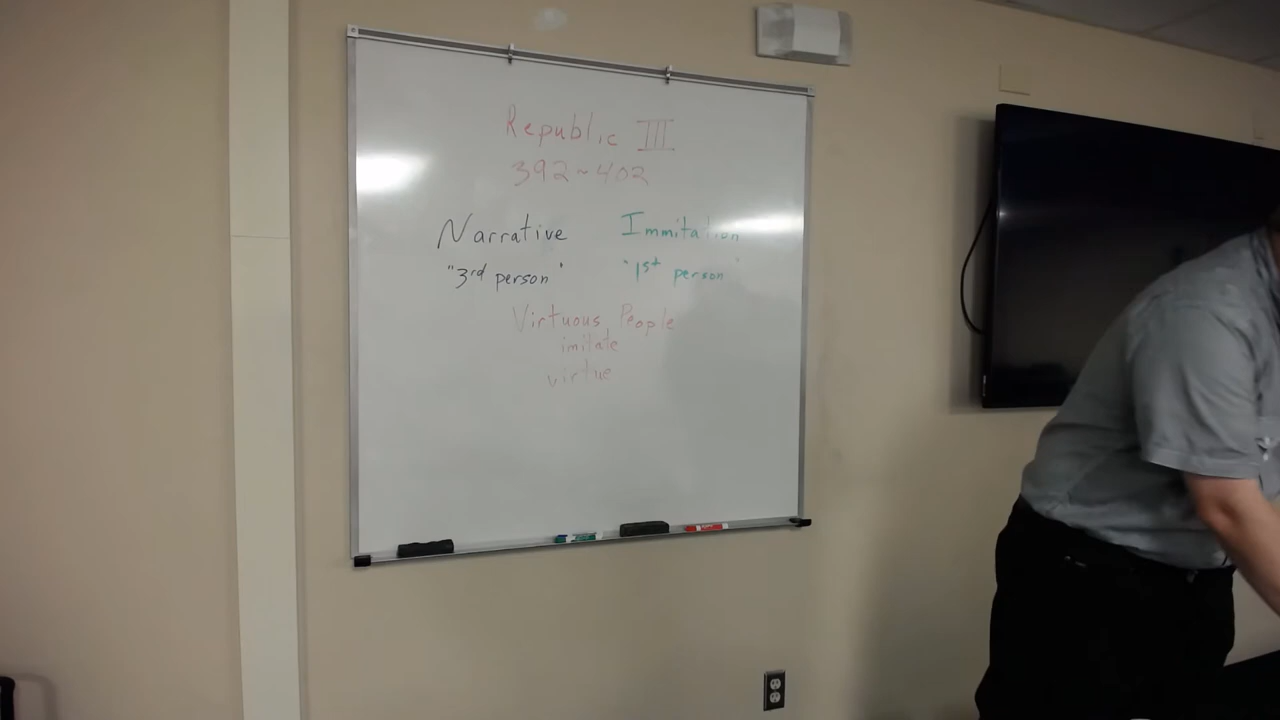 Republic III
392~402
Narrative Immitation
"3rd person" "1st person"
Virtuous People
imitate
virtue